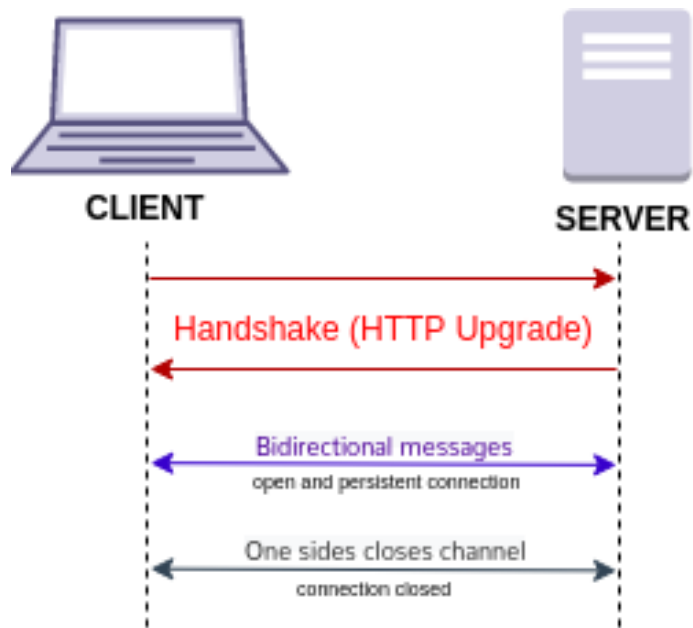 CLIENT
SERVER
Handshake (HTTP Upgrade)
Bidirectional messages
open and persistent connection
One sides closes channel
connection closed